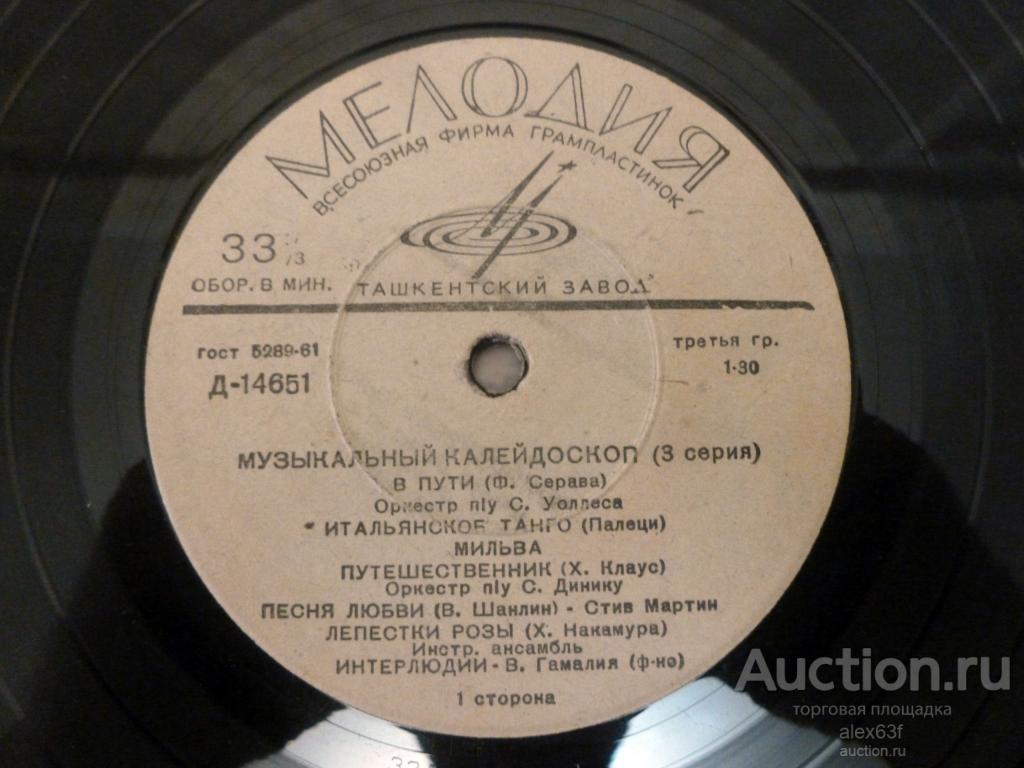 МЕЛОДИЯ
ВСЕСОЮЗНАЯ ФИРМА ГРАМПЛАСТИНОК
33 1/3
ОБОР. В МИН.
ТАШКЕНТСКИЙ ЗАВОД
ГОСТ 5289-61
Д-14651
третья гр.
1-30
МУЗЫКАЛЬНЫЙ КАЛЕЙДОСКОП (3 серия)
В ПУТИ (Ф. Серава)
Оркестр п/у С. Уоллеса
ИТАЛЬЯНСКОЕ ТАНГО (Палеци)
МИЛЬВА
ПУТЕШЕСТВЕННИК (Х. Клаус)
Оркестр п/у С. Динику
ПЕСНЯ ЛЮБВИ (В. Шанлин) - Стив Мартин
ЛЕПЕСТКИ РОЗЫ (Х. Накамура)
Инстр. ансамбль
ИНТЕРЛЮДИИ - В. Гамалия (ф-но)
1 сторона
Auction.ru
торговая площадка
alex63f
auction.ru